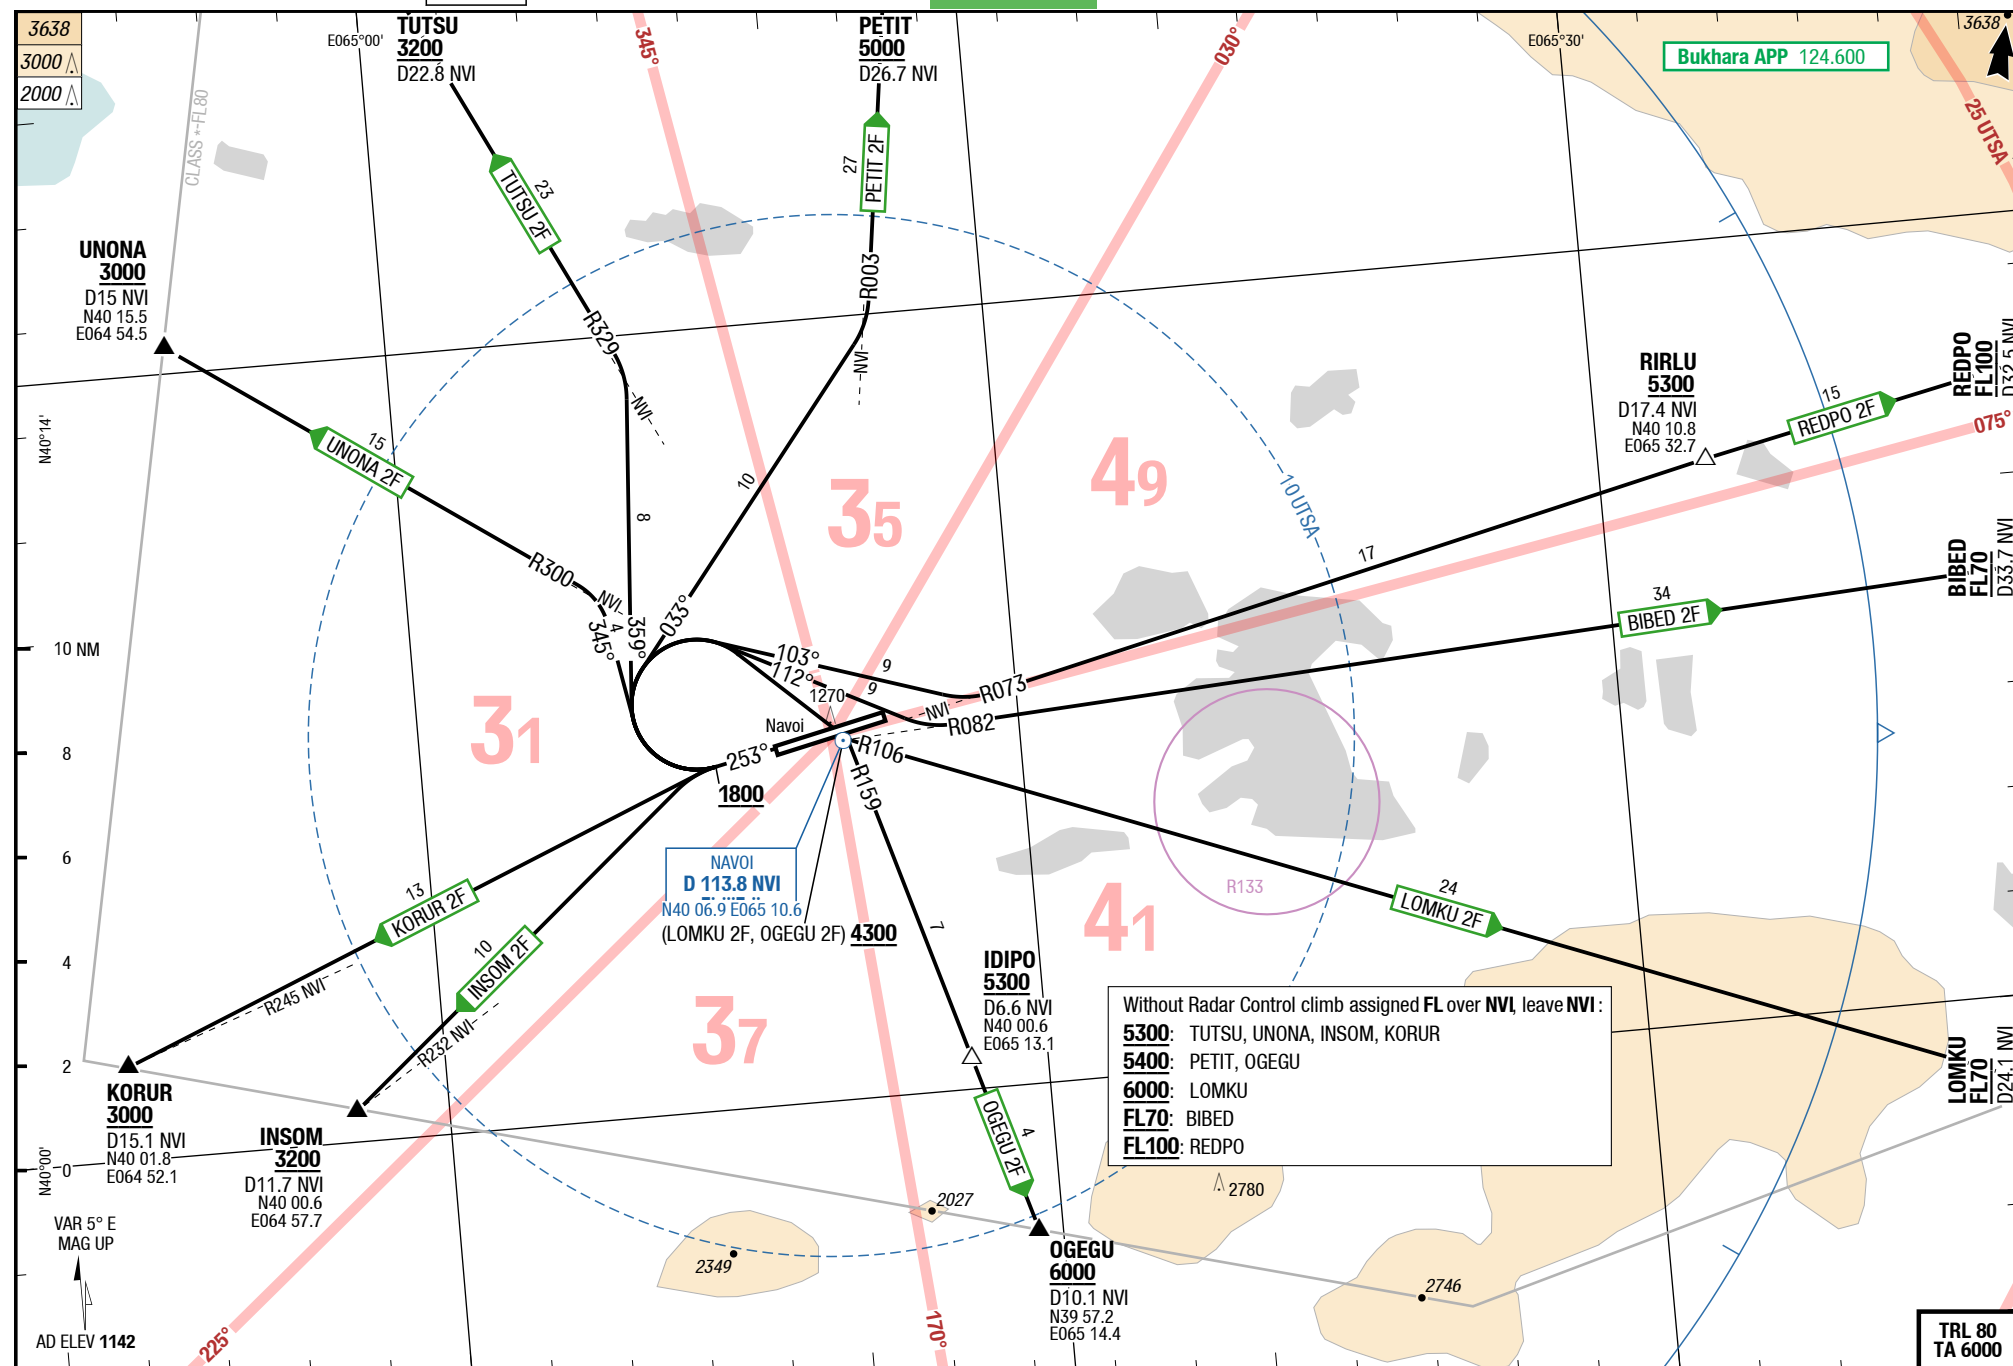 3638
3000
2000
E065°00'
TUTSU
3200
D22.8 NVI
345°
PETIT
5000
D26.7 NVI
030°
E065°30'
Bukhara APP 124.600
3638
25 UTSA
CLASS *-FL80
23
TUTSU 2F
27
PETIT 2F
UNONA
3000
D15 NVI
N40 15.5
E064 54.5
R003
R329
NVI
NVI
RIRLU
5300
D17.4 NVI
N40 10.8
E065 32.7
REDPO
FL100
D32.5 NVI
15
REDPO 2F
075°
N40°14'
15
UNONA 2F
10
8
35
49
10 UTSA
17
BIBED
FL70
D33.7 NVI
34
BIBED 2F
R300
NVI
4
345°
359°
033°
10 NM
103°
9
112°
9
1270
R073
NVI
R082
31
Navoi
253°
R106
R159
8
1800
NAVOI
D 113.8 NVI
N40 06.9 E065 10.6
(LOMKU 2F, OGEGU 2F) 4300
6
R133
24
LOMKU 2F
13
KORUR 2F
10
INSOM 2F
7
41
4
R245 NVI
R232 NVI
37
IDIPO
5300
D6.6 NVI
N40 00.6
E065 13.1
Without Radar Control climb assigned FL over NVI, leave NVI:
5300: TUTSU, UNONA, INSOM, KORUR
5400: PETIT, OGEGU
6000: LOMKU
FL70: BIBED
FL100: REDPO
LOMKU
FL70
D24.1 NVI
2
KORUR
3000
D15.1 NVI
N40 01.8
E064 52.1
INSOM
3200
D11.7 NVI
N40 00.6
E064 57.7
4
OGEGU 2F
N40°00'
0
2780
2027
2349
OGEGU
6000
D10.1 NVI
N39 57.2
E065 14.4
2746
VAR 5° E
MAG UP
AD ELEV 1142
225°
170°
TRL 80
TA 6000